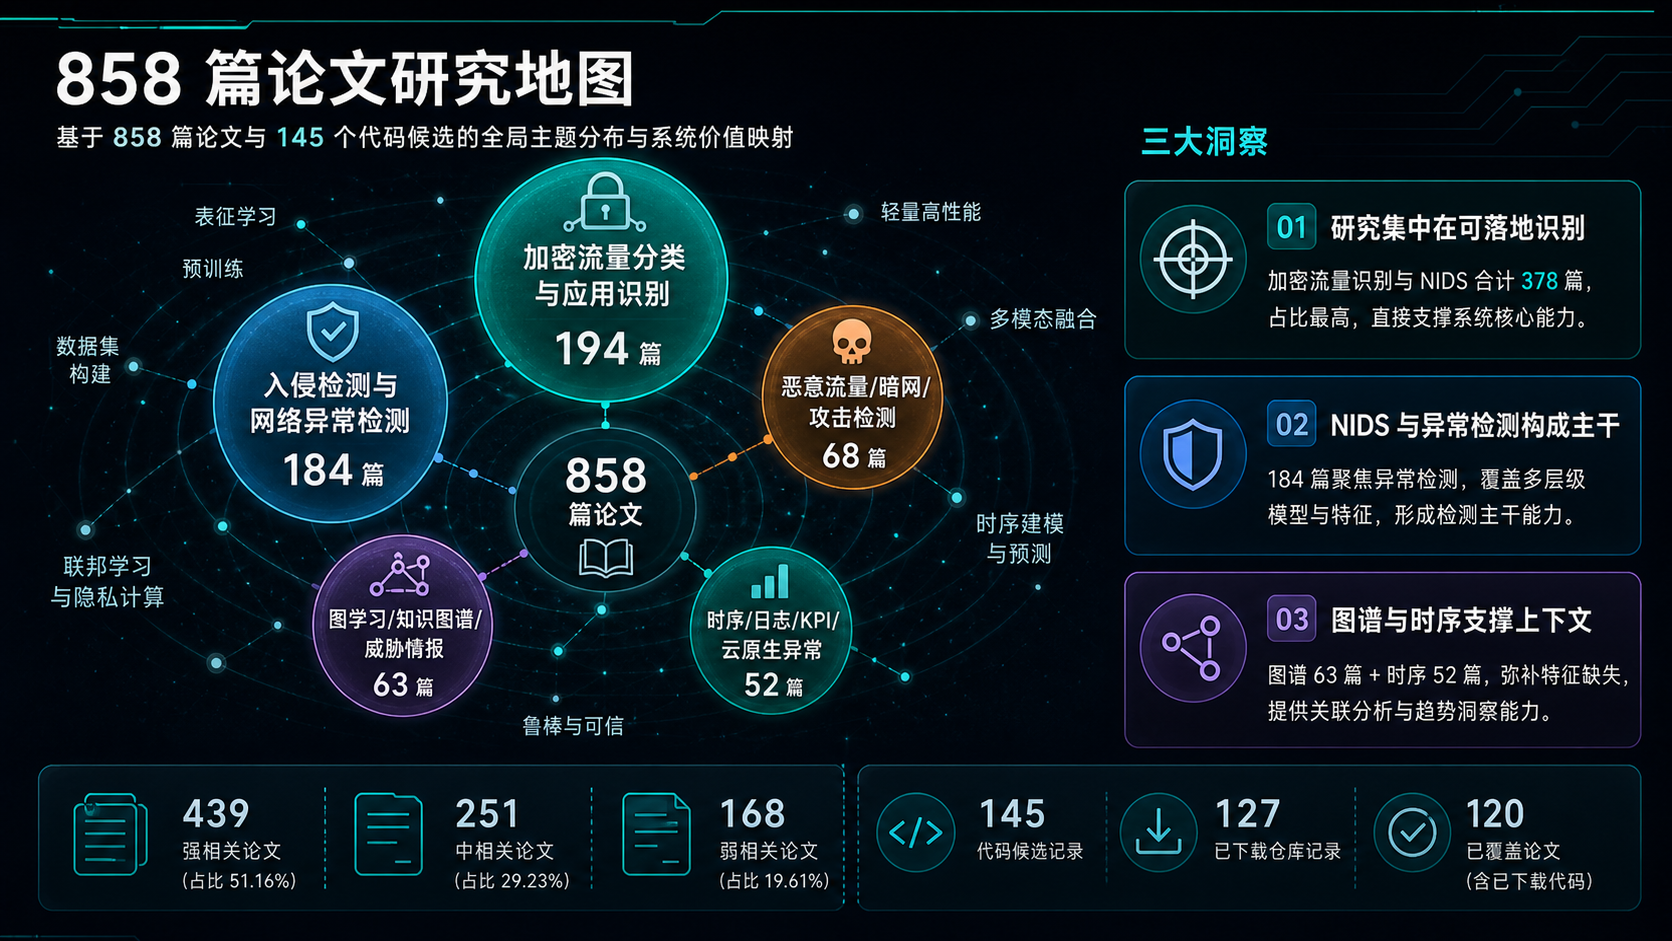 858 篇论文研究地图
基于 858 篇论文与 145 个代码候选的全局主题分布与系统价值映射
表征学习
预训练
数据集
构建
联邦学习
与隐私计算
轻量高性能
多模态融合
时序建模
与预测
鲁棒与可信
加密流量分类
与应用识别
194 篇
入侵检测与
网络异常检测
184 篇
恶意流量/暗网/
攻击检测
68 篇
858
篇论文
图学习/知识图谱/
威胁情报
63 篇
时序/日志/KPI/
云原生异常
52 篇
三大洞察
01 研究集中在可落地识别
加密流量识别与 NIDS 合计 378 篇，
占比最高，直接支撑系统核心能力。
02 NIDS 与异常检测构成主干
184 篇聚焦异常检测，覆盖多层级
模型与特征，形成检测主干能力。
03 图谱与时序支撑上下文
图谱 63 篇 + 时序 52 篇，弥补特征缺失，
提供关联分析与趋势洞察能力。
439
强相关论文
(占比 51.16%)
251
中相关论文
(占比 29.23%)
168
弱相关论文
(占比 19.61%)
145
代码候选记录
127
已下载仓库记录
120
已覆盖论文
(含已下载代码)